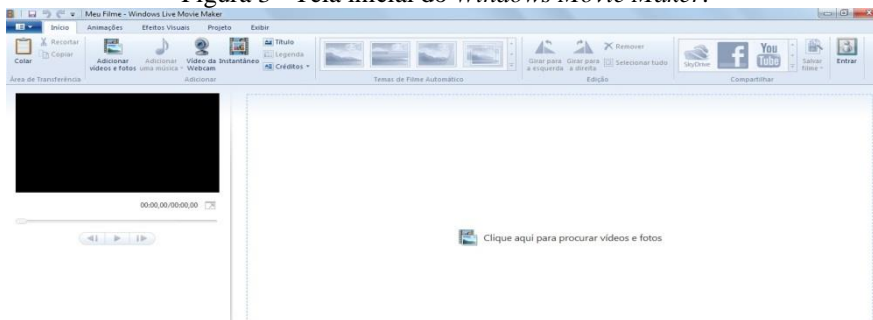 Figura 3 - Tela inicial do Windows Movie Maker.
Meu Filme - Windows Live Movie Maker
Início Animações Efeitos Visuais Projeto Exibir
Colar
Recortar
Copiar
Área de Transferência
Adicionar vídeos e fotos
Adicionar uma música
Vídeo da Webcam
Instantâneo
Título
Legenda
Créditos
Adicionar
Temas de Filme Automático
Girar para a esquerda
Girar para a direita
Remover
Selecionar tudo
Edição
SkyDrive
f
You Tube
Compartilhar
Salvar filme
Entrar
00:00,00/00:00,00
Clique aqui para procurar vídeos e fotos